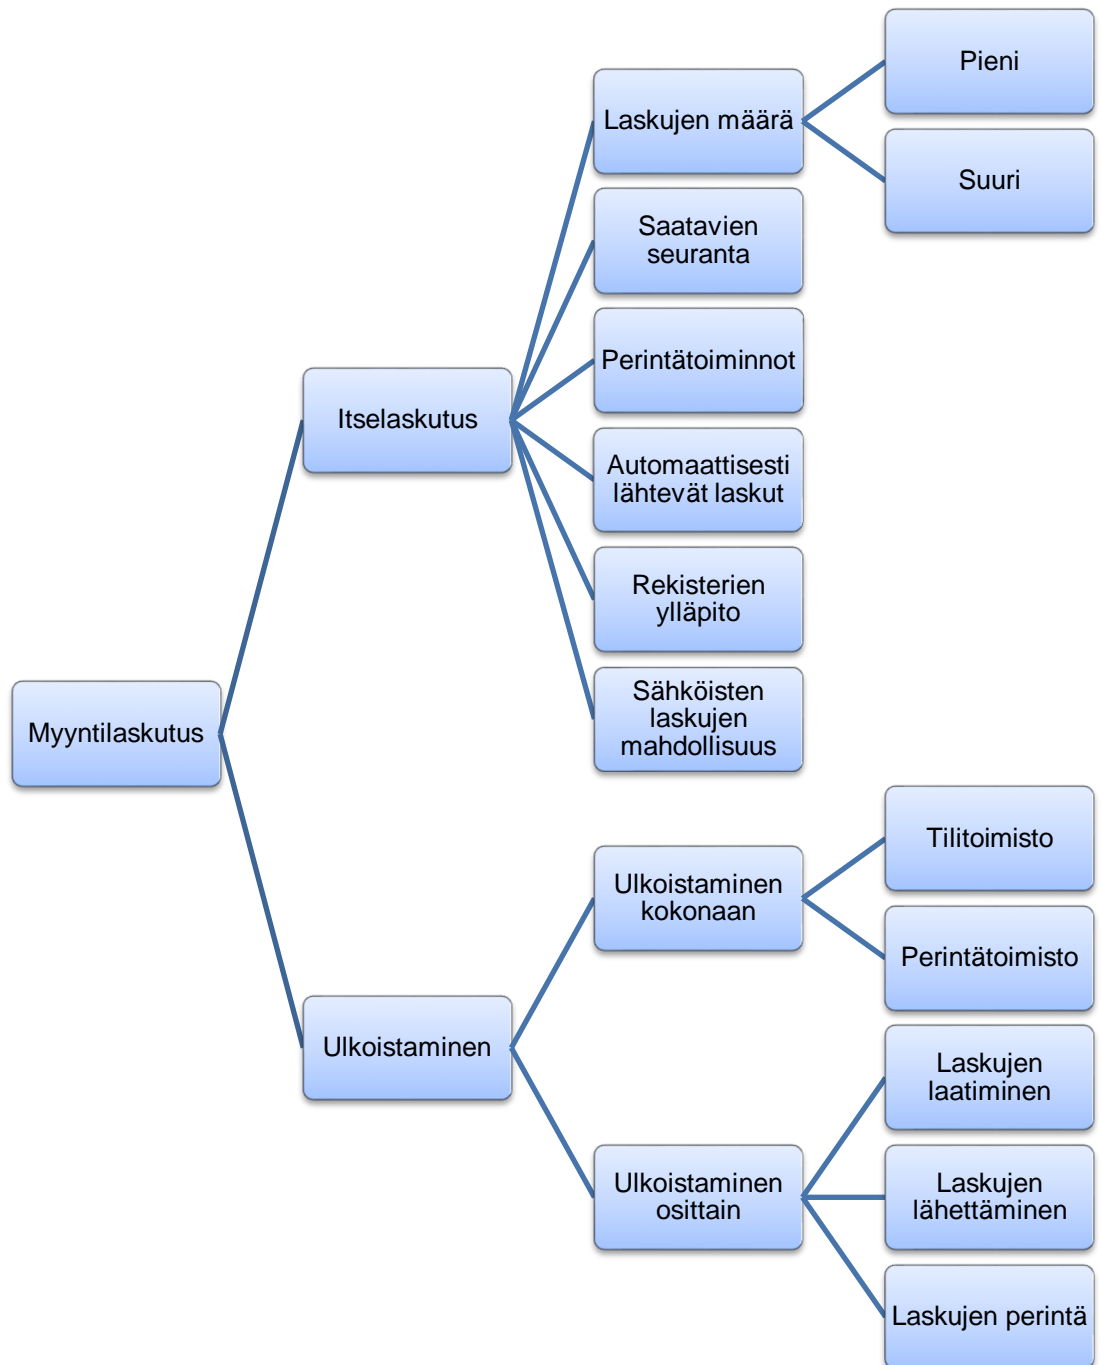 Pieni
Laskujen määrä
Suuri
Saatavien
seuranta
Perintätoiminnot
Itselaskutus
Automaattisesti
lähtevät laskut
Rekisterien
ylläpito
Sähköisten
laskujen
mahdollisuus
Myyntilaskutus
Tilitoimisto
Ulkoistaminen
kokonaan
Perintätoimisto
Ulkoistaminen
Laskujen
laatiminen
Ulkoistaminen
osittain
Laskujen
lähettäminen
Laskujen perintä